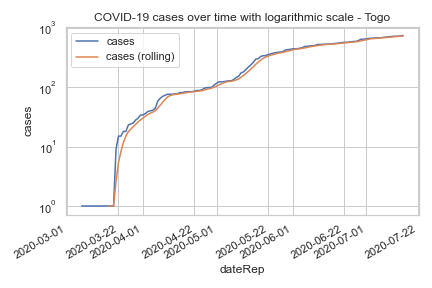 COVID-19 cases over time with logarithmic scale - Togo
10³
10²
10¹
10⁰
cases
cases
cases (rolling)
2020-03-01
2020-03-22
2020-04-01
2020-04-22
2020-05-01
2020-05-22
2020-06-01
2020-06-22
2020-07-01
2020-07-22
dateRep